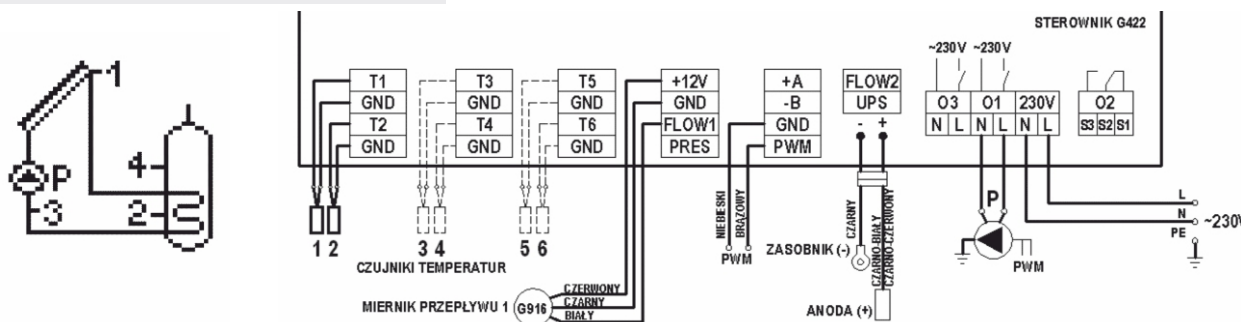 STEROWNIK G422
~230V ~230V
T1 T3 T5 +12V +A FLOW2
GND GND GND GND -B UPS O3 O1 230V O2
T2 T4 T6 FLOW1 GND - + N L N L N L S3 S2 S1
GND GND GND PRES PWM
1
4
P
3 2
1 2 3 4 5 6
CZUJNIKI TEMPERATUR
NIEBIESKI
BRĄZOWY
PWM
CZARNY
CZARNO-BIAŁY
CZARNO-CZERWONY
ZASOBNIK (-)
ANODA (+)
P
PWM
L
N
PE
~230V
MIERNIK PRZEPŁYWU 1 G916
CZERWONY
CZARNY
BIAŁY